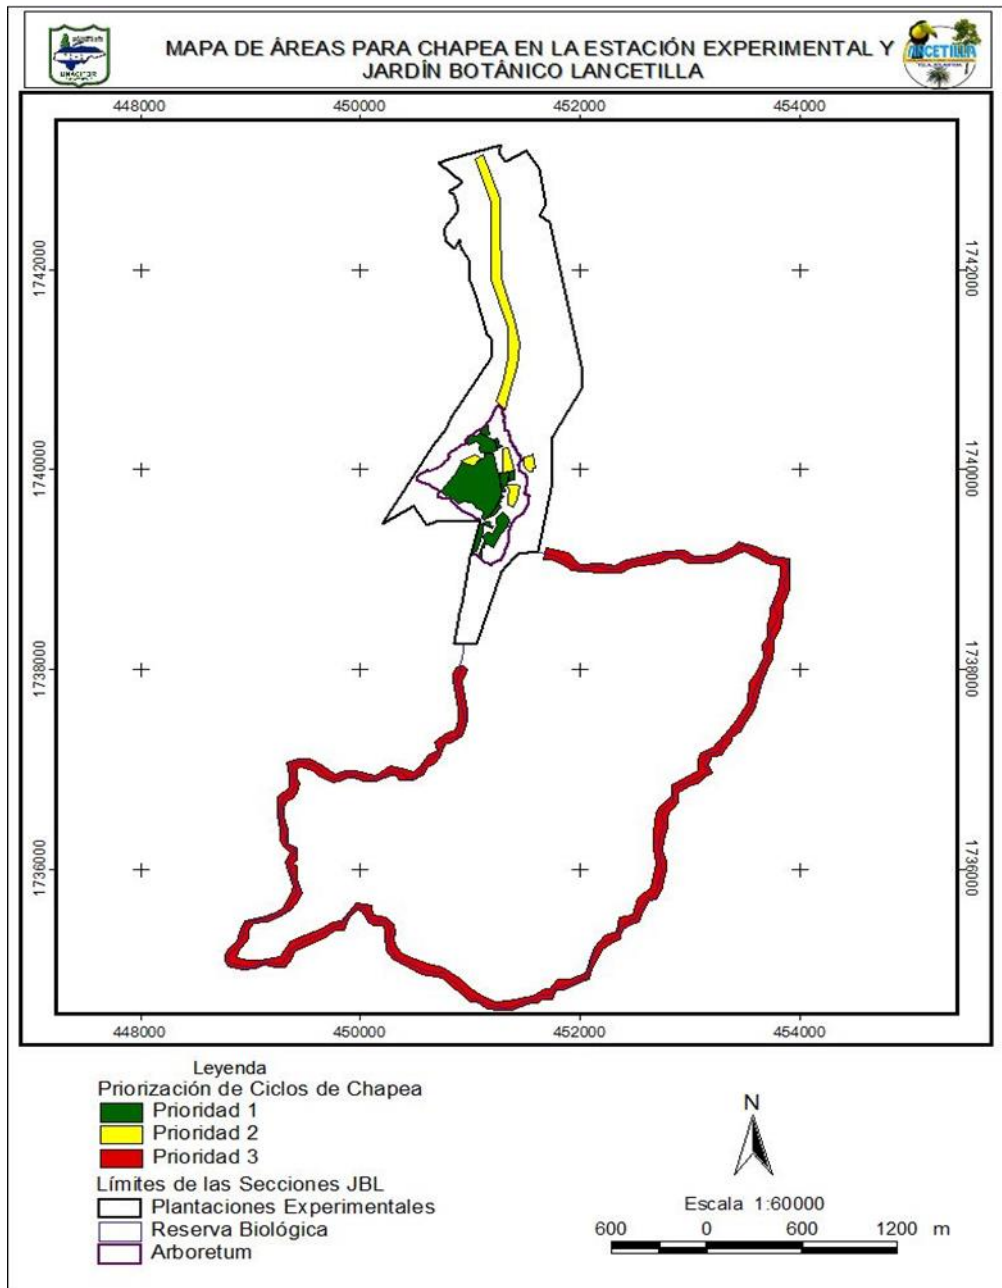 MAPA DE ÁREAS PARA CHAPEA EN LA ESTACIÓN EXPERIMENTAL Y
JARDÍN BOTÁNICO LANCETILLA
LANCETILLA
448000 450000 452000 454000
1742000 1742000
1740000 1740000
1738000 1738000
1736000 1736000
448000 450000 452000 454000
Leyenda
Priorización de Ciclos de Chapea
Prioridad 1
Prioridad 2
Prioridad 3
Límites de las Secciones JBL
Plantaciones Experimentales
Reserva Biológica
Arboretum
N
Escala 1:60000
600 0 600 1200 m